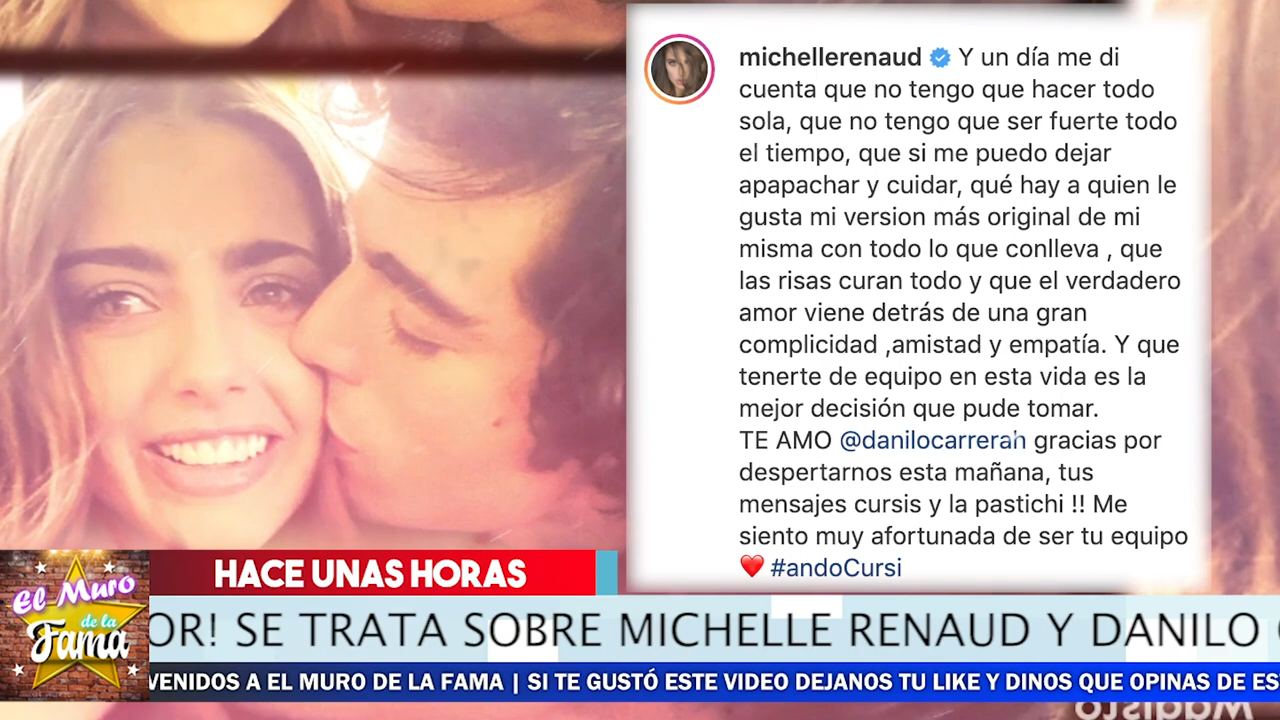 michellerenaud Y un día me di
cuenta que no tengo que hacer todo
sola, que no tengo que ser fuerte todo
el tiempo, que si me puedo dejar
apapachar y cuidar, qué hay a quien le
gusta mi version más original de mi
misma con todo lo que conlleva , que
las risas curan todo y que el verdadero
amor viene detrás de una gran
complicidad ,amistad y empatía. Y que
tenerte de equipo en esta vida es la
mejor decisión que pude tomar.
TE AMO @danilocarrerah gracias por
despertarnos esta mañana, tus
mensajes cursis y la pastichi !! Me
siento muy afortunada de ser tu equipo
❤️ #andoCursi
HACE UNAS HORAS
El Muro
de la
Fama
OR! SE TRATA SOBRE MICHELLE RENAUD Y DANILO
VENIDOS A EL MURO DE LA FAMA | SI TE GUSTÓ ESTE VIDEO DEJANOS TU LIKE Y DINOS QUE OPINAS DE ES